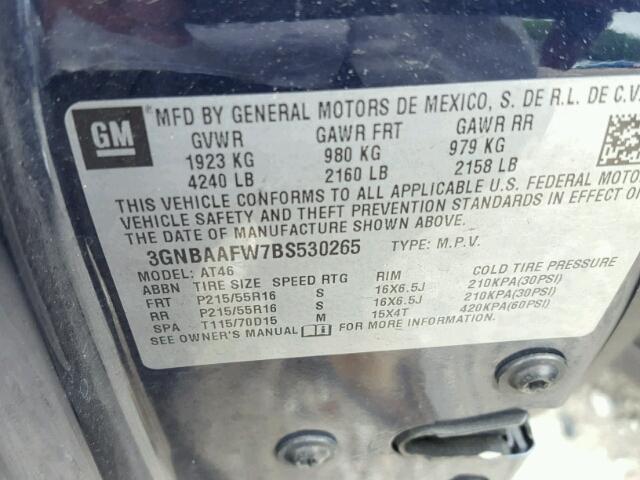 GM
MFD BY GENERAL MOTORS DE MEXICO, S. DE R.L. DE C.V.
GVWR GAWR FRT GAWR RR
1923 KG 980 KG 979 KG
4240 LB 2160 LB 2158 LB
THIS VEHICLE CONFORMS TO ALL APPLICABLE U.S. FEDERAL MOTOR
VEHICLE SAFETY AND THEFT PREVENTION STANDARDS IN EFFECT
THE DATE OF MANUFACTURE SHOWN ABOVE.
3GNBAAFW7BS530265 TYPE: M.P.V.
MODEL: AT46
ABBN TIRE SIZE SPEED RTG RIM COLD TIRE PRESSURE
FRT P215/55R16 S 16X6.5J 210KPA(30PSI)
RR P215/55R16 S 16X6.5J 210KPA(30PSI)
SPA T115/70D15 M 15X4T 420KPA(60PSI)
SEE OWNER'S MANUAL FOR MORE INFORMATION.